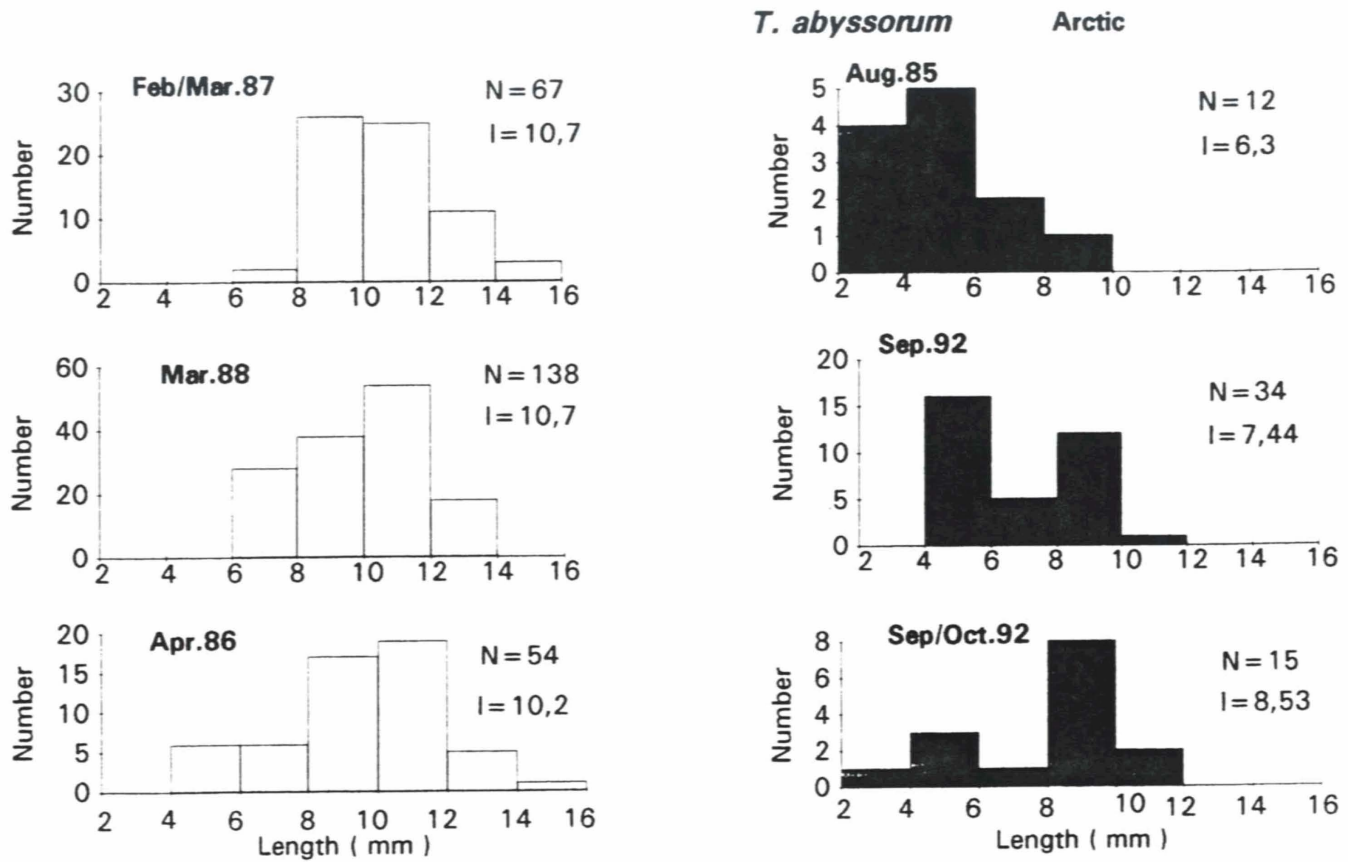 T. abyssorum Arctic
Feb/Mar.87
N=67
l=10,7
Number
30
20
10
0
2 4 6 8 10 12 14 16
Mar.88
N=138
l=10,7
Number
60
40
20
0
2 4 6 8 10 12 14 16
Apr.86
N=54
l=10,2
Number
20
15
10
5
0
2 4 6 8 10 12 14 16
Length ( mm )
Aug.85
N=12
l=6,3
Number
5
4
3
2
1
0
2 4 6 8 10 12 14 16
Sep.92
N=34
l=7,44
Number
20
15
10
5
0
2 4 6 8 10 12 14 16
Sep/Oct.92
N=15
l=8,53
Number
8
6
4
2
0
2 4 6 8 10 12 14 16
Length ( mm )